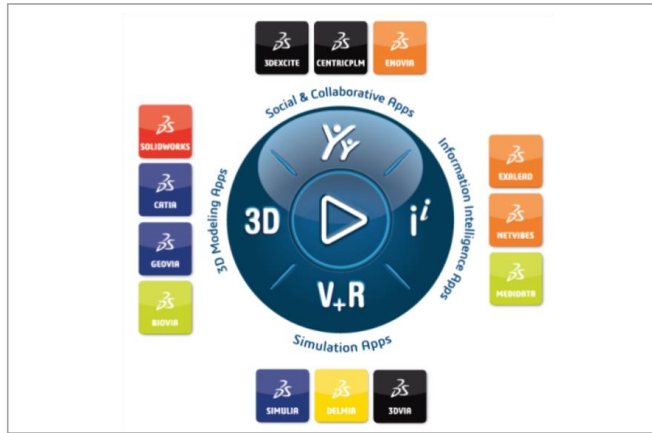 3DEXCITE
CENTRICPLM
ENOVIA
Social & Collaborative Apps
SOLIDWORKS
CATIA
GEOVIA
BIOVIA
3D Modeling Apps
3D
i i
V+R
Information Intelligence Apps
EXALEAD
NETVIBES
MEDIDATA
Simulation Apps
SIMULIA
DELMIA
3DVIA